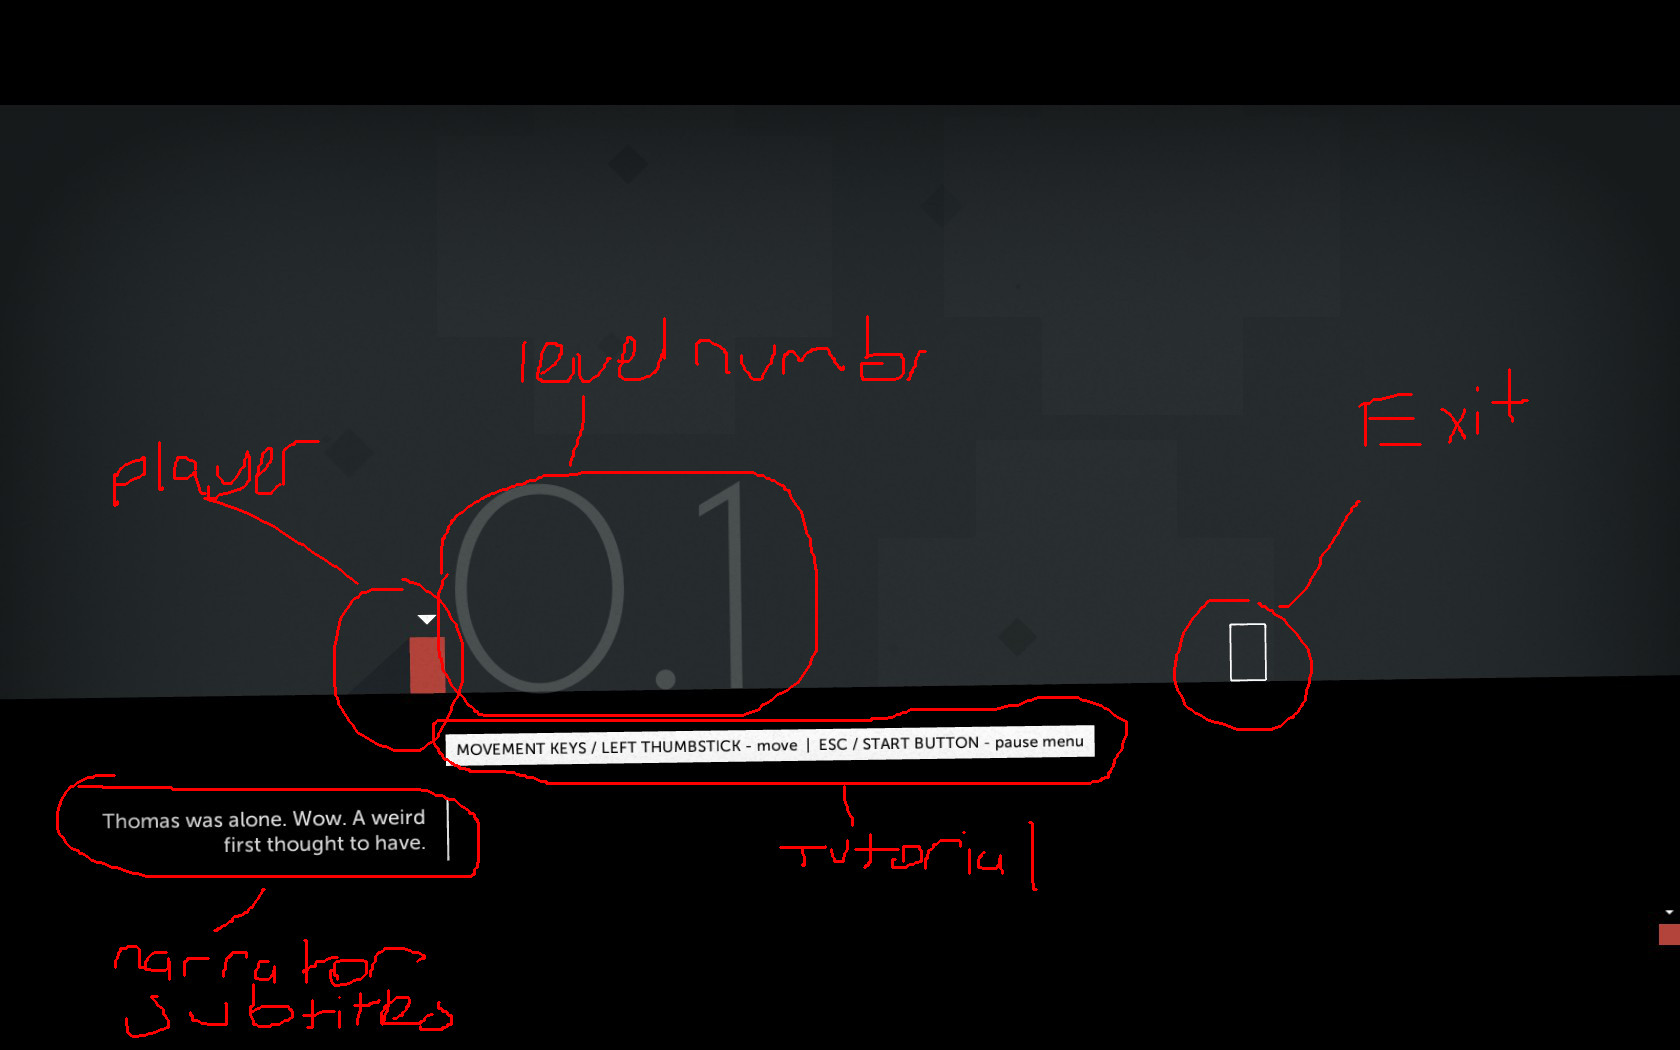 level numbr
Exit
player
0.1
MOVEMENT KEYS / LEFT THUMBSTICK - move | ESC / START BUTTON - pause menu
Thomas was alone. Wow. A weird
first thought to have.
Tutorial
narrator
subtitles